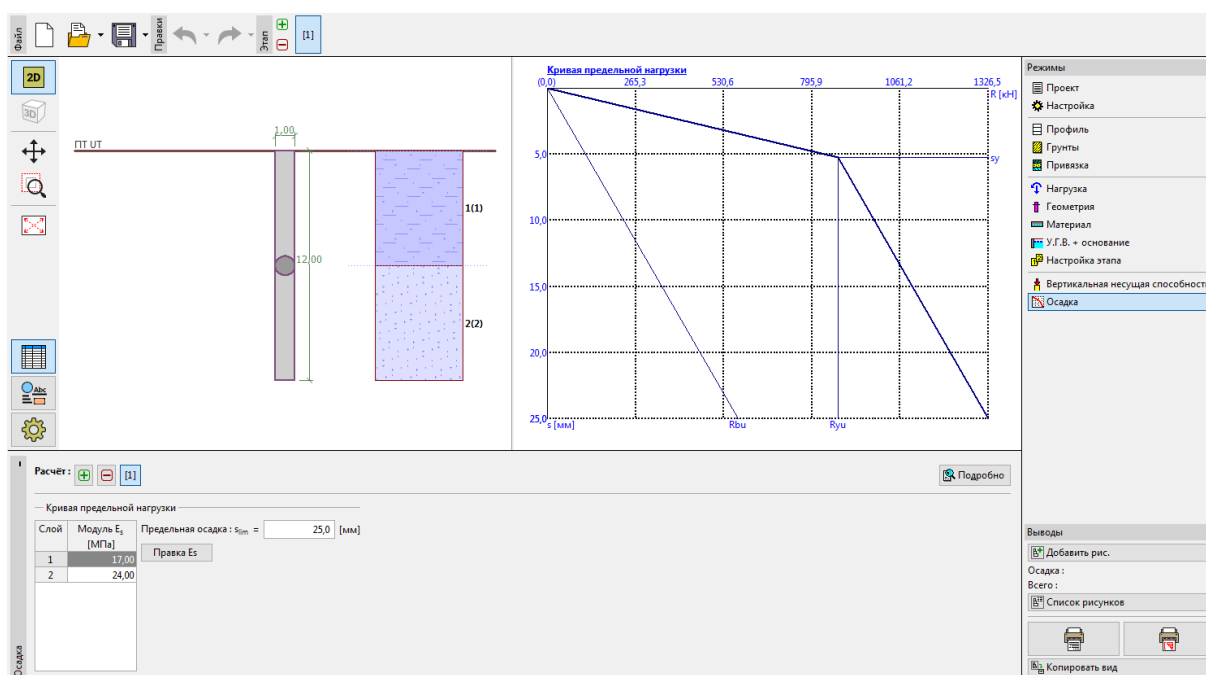 Файл
Правки
Этап
[1]
2D
3D
Abc
ПТ UT
1,00
12,00
1(1)
2(2)
Кривая предельной нагрузки
(0,0) 265,3 530,6 795,9 1061,2 1326,5
R [кН]
5,0
sy
10,0
15,0
20,0
25,0
s [мм] Rbu Ryu
Режимы
Проект
Настройка
Профиль
Грунты
Привязка
Нагрузка
Геометрия
Материал
У.Г.В. + основание
Настройка этапа
Вертикальная несущая способност
Осадка
Осадка
Расчёт : [1]
Подробно
Кривая предельной нагрузки
Слой Модуль Es [МПа]
1 17,00
2 24,00
Предельная осадка : slim = 25,0 [мм]
Правка Es
Выводы
Добавить рис.
Осадка :
Всего :
Список рисунков
Копировать вид